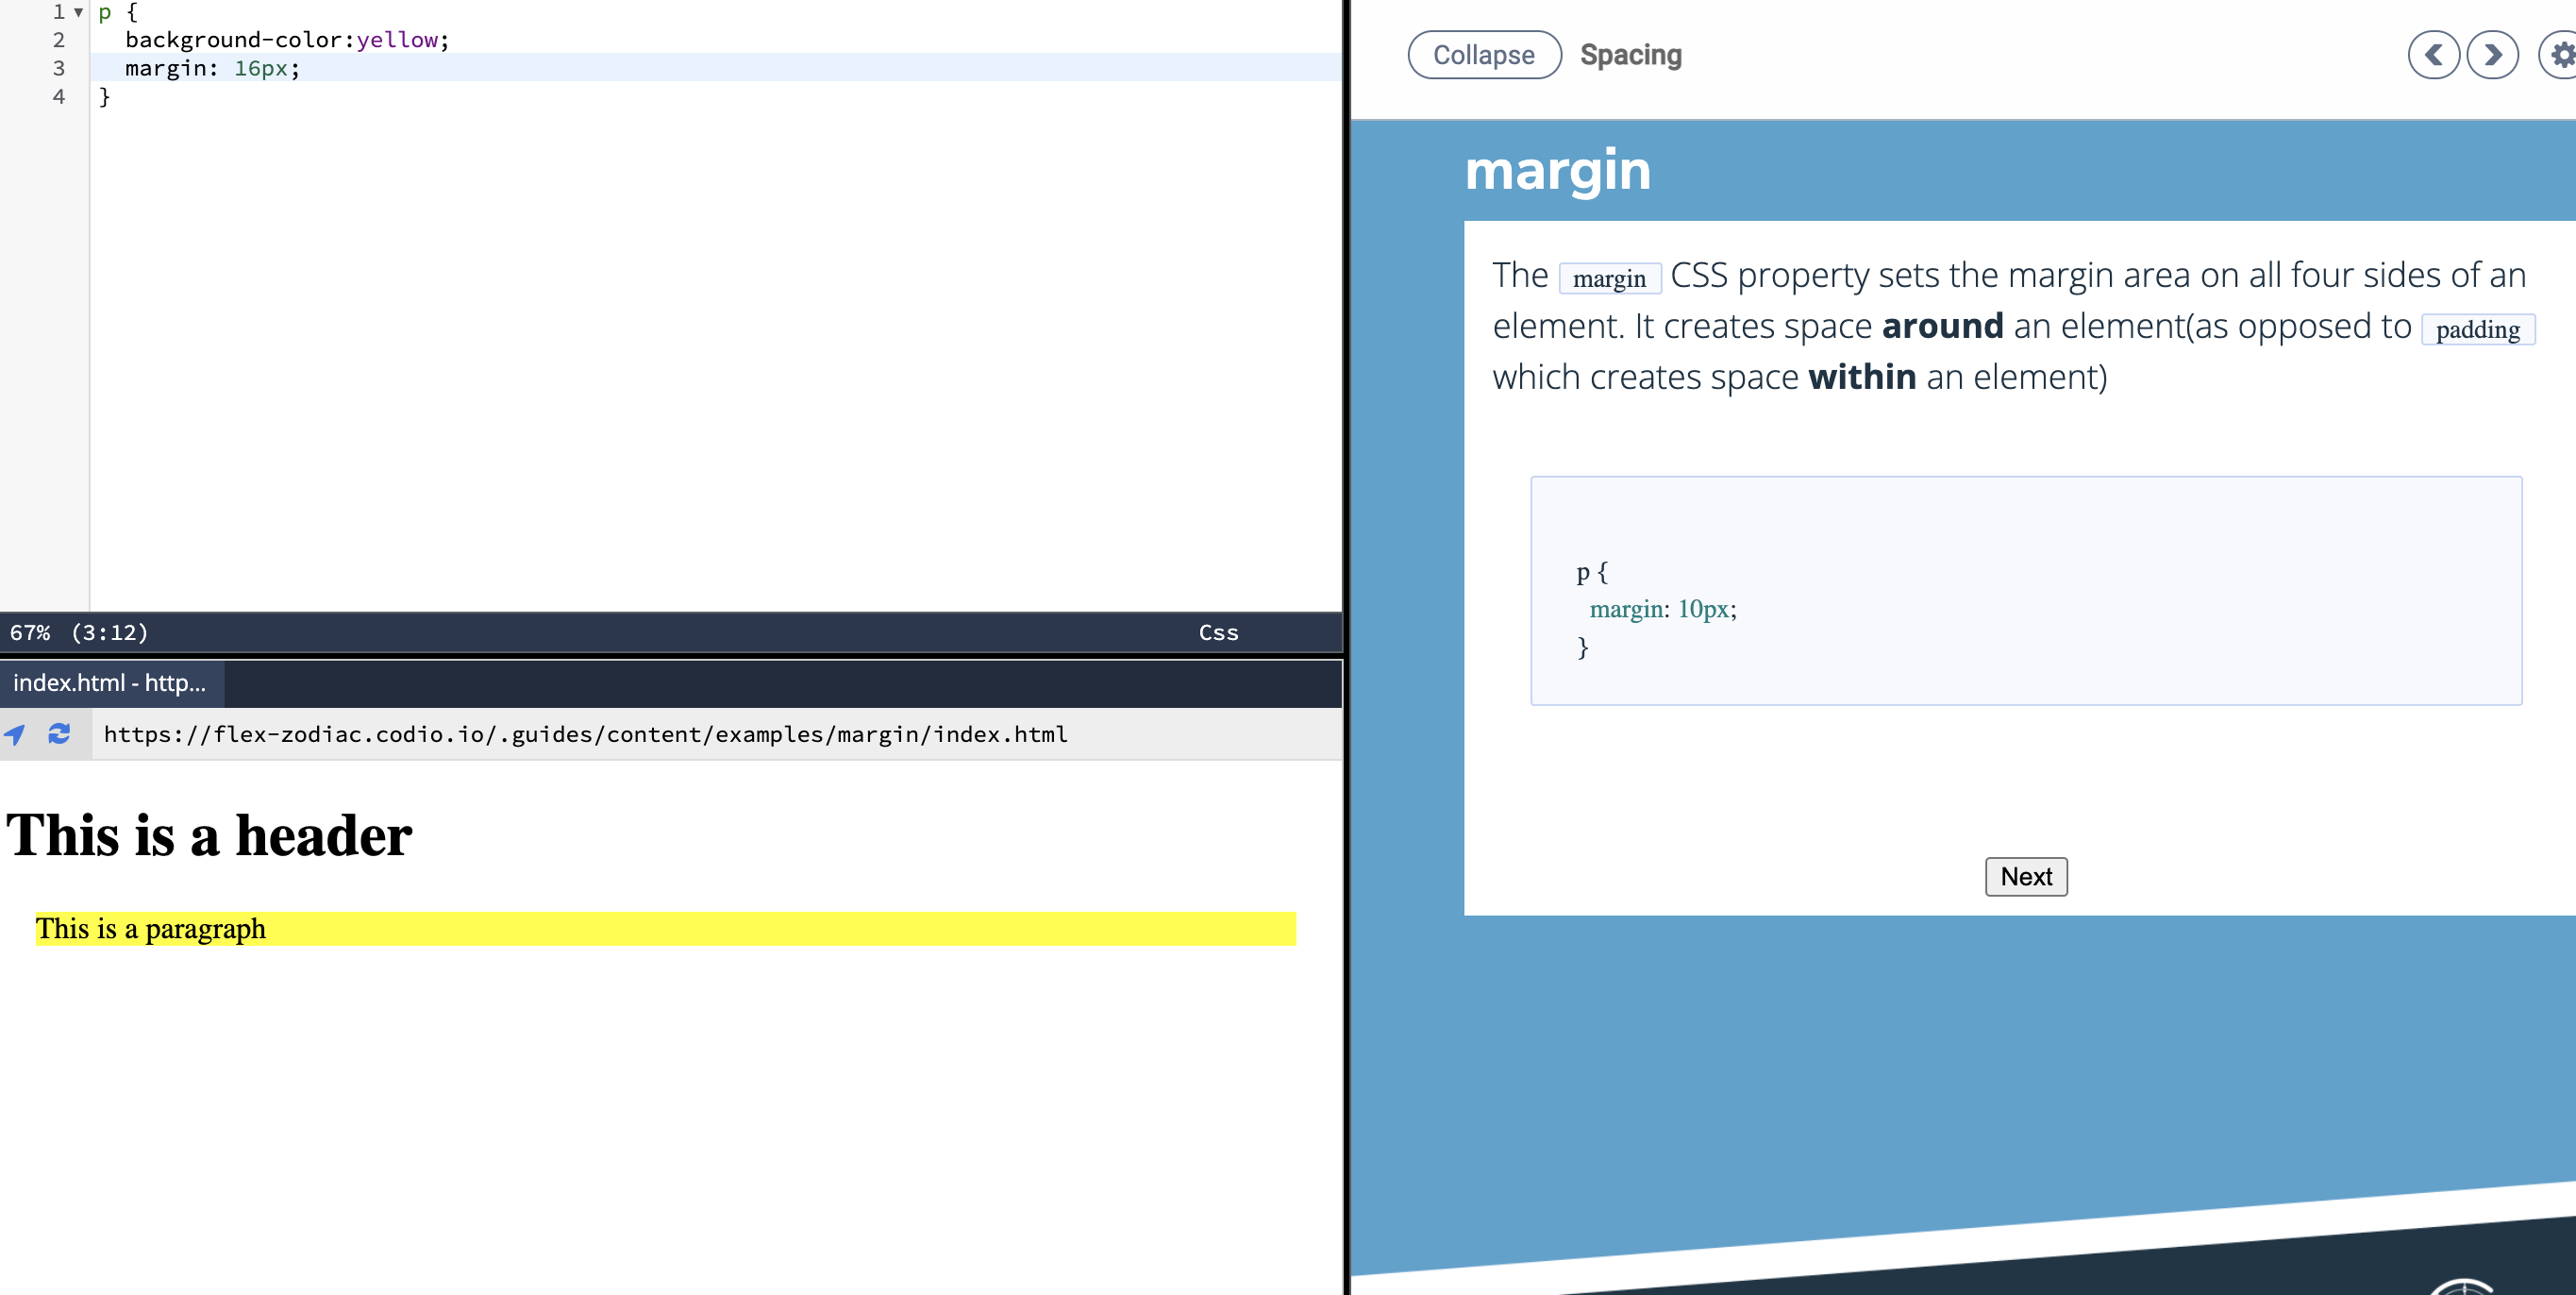 1 p {
2 background-color:yellow;
3 margin: 16px;
4 }
67% (3:12) Css
index.html - http...
https://flex-zodiac.codio.io/.guides/content/examples/margin/index.html
This is a header
This is a paragraph
Collapse Spacing
margin
The margin CSS property sets the margin area on all four sides of an
element. It creates space around an element(as opposed to padding
which creates space within an element)
p {
margin: 10px;
}
Next